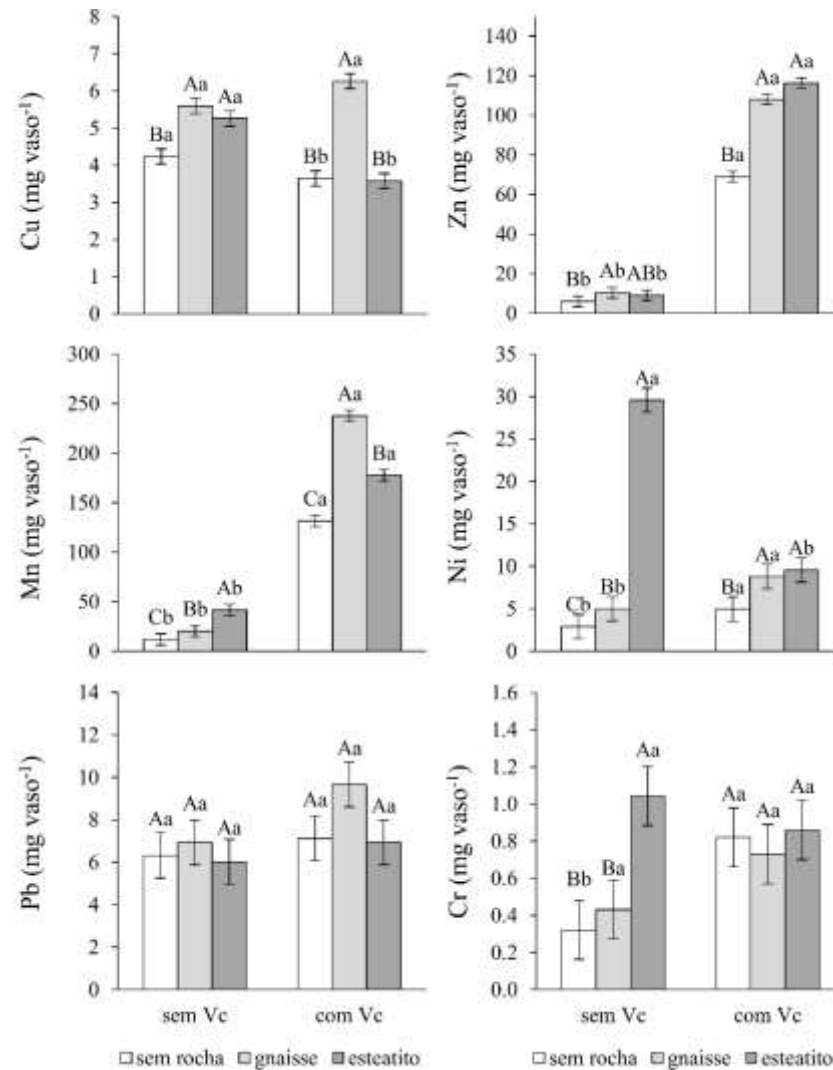 Cu (mg vaso-1)
8
7
6
5
4
3
2
1
0
Ba
Aa
Aa
Bb
Aa
Bb
Zn (mg vaso-1)
140
120
100
80
60
40
20
0
Bb
Ab
ABb
Ba
Aa
Aa
Mn (mg vaso-1)
300
250
200
150
100
50
0
Cb
Bb
Ab
Ca
Aa
Ba
Ni (mg vaso-1)
35
30
25
20
15
10
5
0
Cb
Bb
Aa
Ba
Aa
Ab
Pb (mg vaso-1)
14
12
10
8
6
4
2
0
Aa
Aa
Aa
Aa
Aa
Aa
sem Vc
com Vc
Cr (mg vaso-1)
1.6
1.4
1.2
1.0
0.8
0.6
0.4
0.2
0.0
Bb
Ba
Aa
Aa
Aa
Aa
sem Vc
com Vc
sem rocha gnaisse esteatito
sem rocha gnaisse esteatito